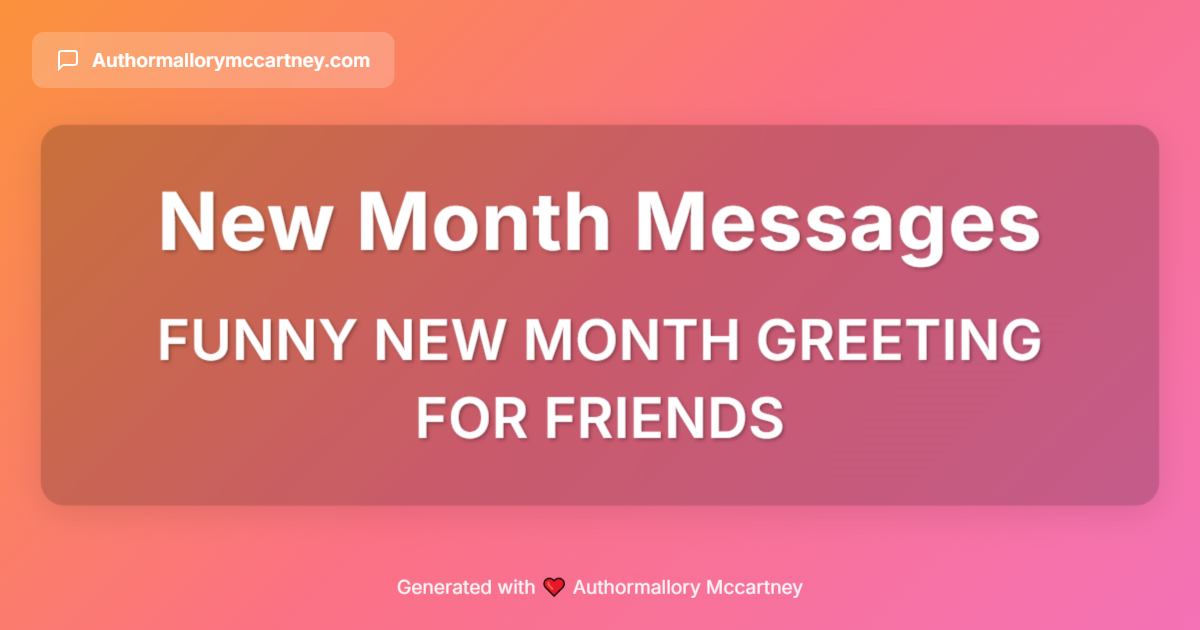 Authormallorymccartney.com
New Month Messages
FUNNY NEW MONTH GREETING
FOR FRIENDS
Generated with ❤️ Authormallory Mccartney